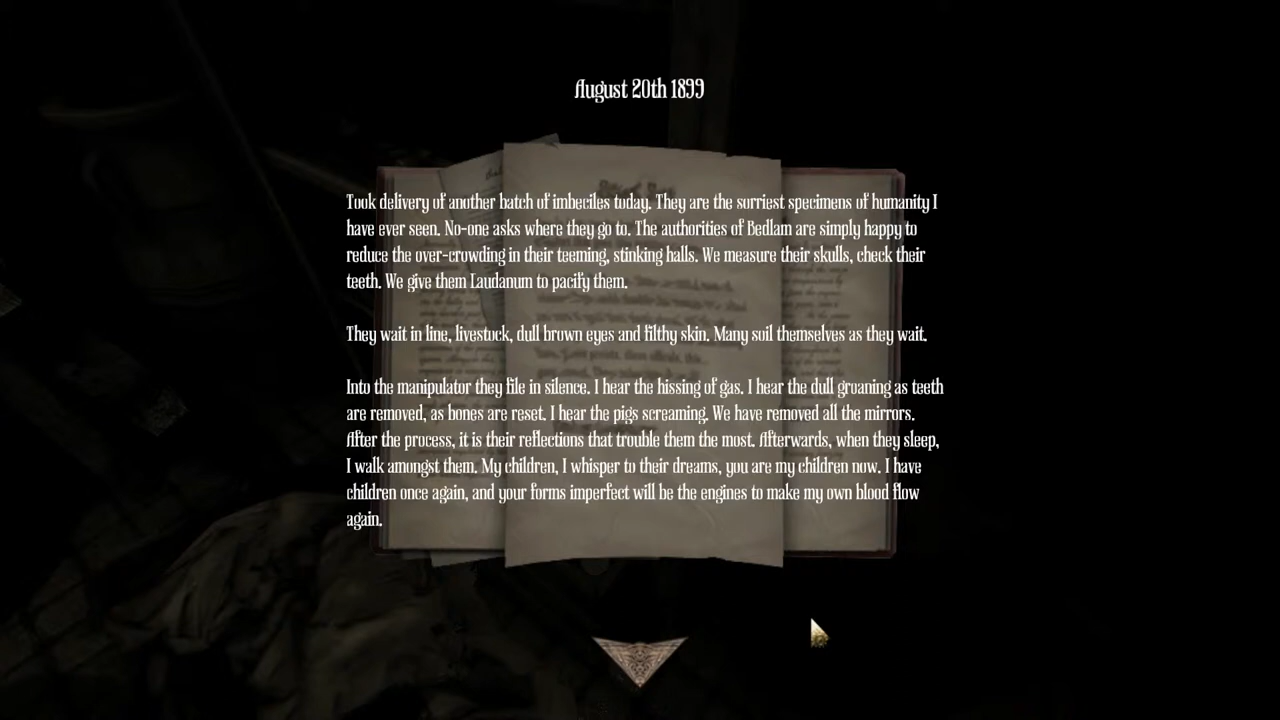 August 20th 1899
Took delivery of another batch of imbeciles today. They are the sorriest specimens of humanity I
have ever seen. No-one asks where they go to. The authorities of Bedlam are simply happy to
reduce the over-crowding in their teeming, stinking halls. We measure their skulls, check their
teeth. We give them Laudanum to pacify them.
They wait in line, livestock, dull brown eyes and filthy skin. Many soil themselves as they wait.
Into the manipulator they file in silence. I hear the hissing of gas. I hear the dull groaning as teeth
are removed, as bones are reset. I hear the pigs screaming. We have removed all the mirrors.
After the process, it is their reflections that trouble them the most. Afterwards, when they sleep,
I walk amongst them. My children, I whisper to their dreams, you are my children now. I have
children once again, and your forms imperfect will be the engines to make my own blood flow
again.